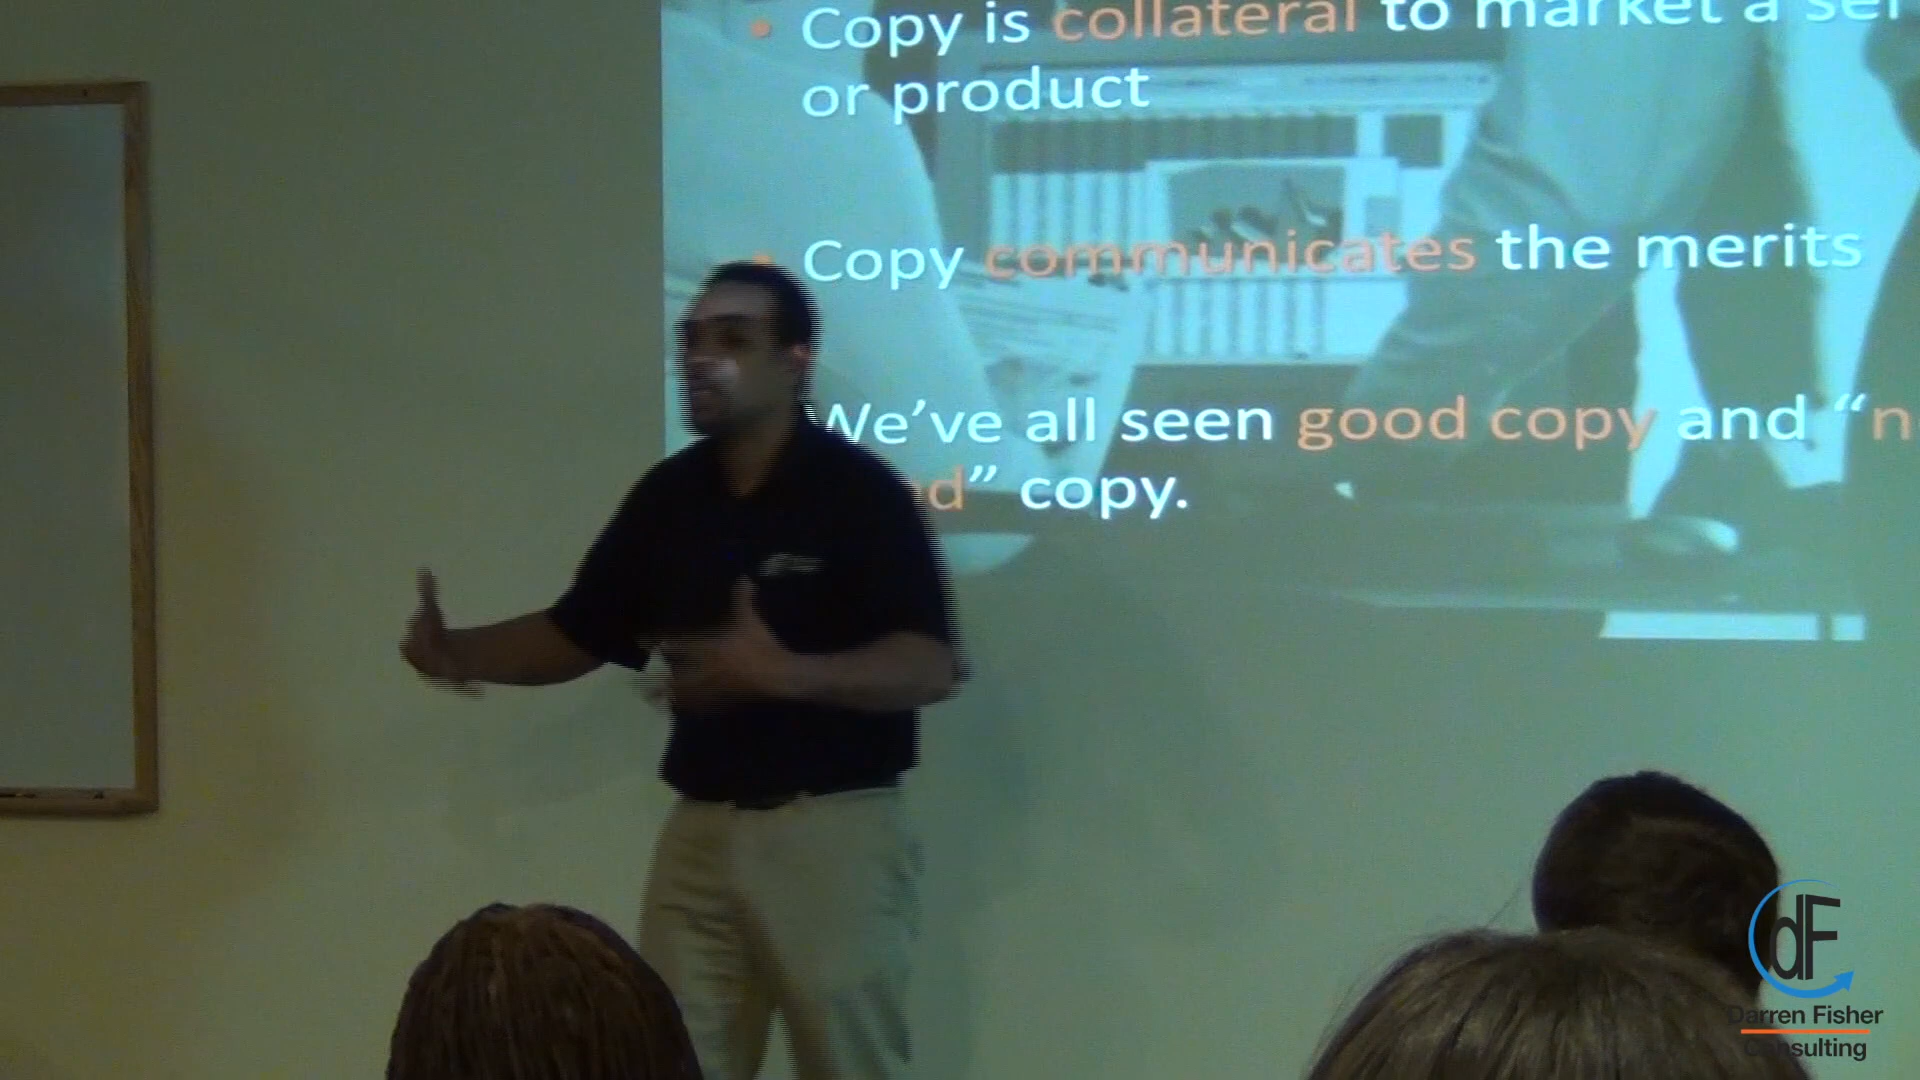 Copy is collateral to market a
or product
Copy communicates the merits
We've all seen good copy and "
copy.
dF
Darren Fisher
Consulting